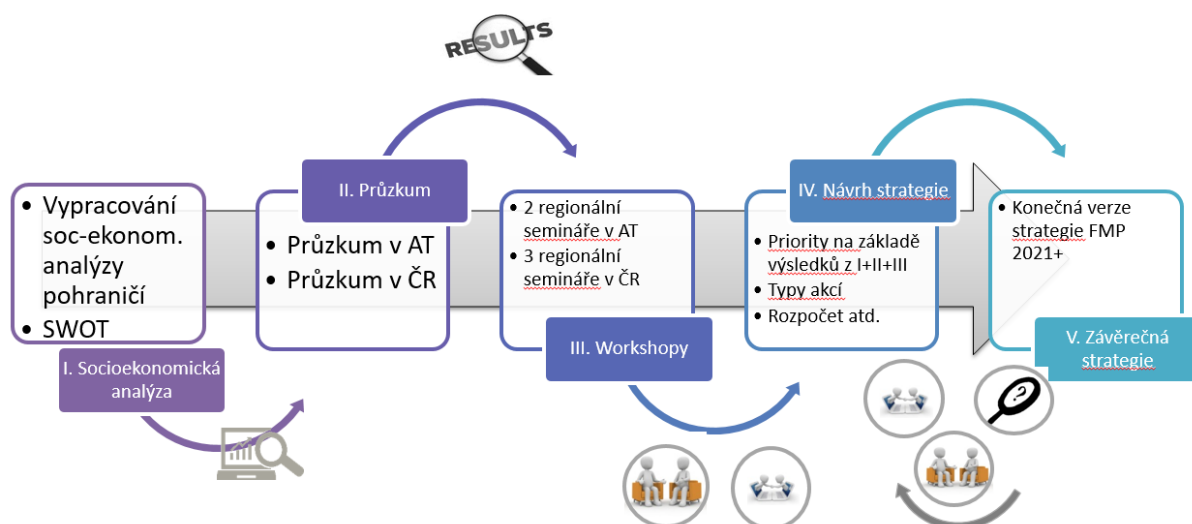 RESULTS
• Vypracování
soc-ekonom.
analýzy
pohraničí
• SWOT
I. Socioekonomická
analýza
II. Průzkum
• Průzkum v AT
• Průzkum v ČR
• 2 regionální
semináře v AT
• 3 regionální
semináře v ČR
III. Workshopy
IV. Návrh strategie
• Priority na základě
výsledků z I+II+III
• Typy akcí
• Rozpočet atd.
• Konečná verze
strategie FMP
2021+
V. Závěrečná
strategie
?